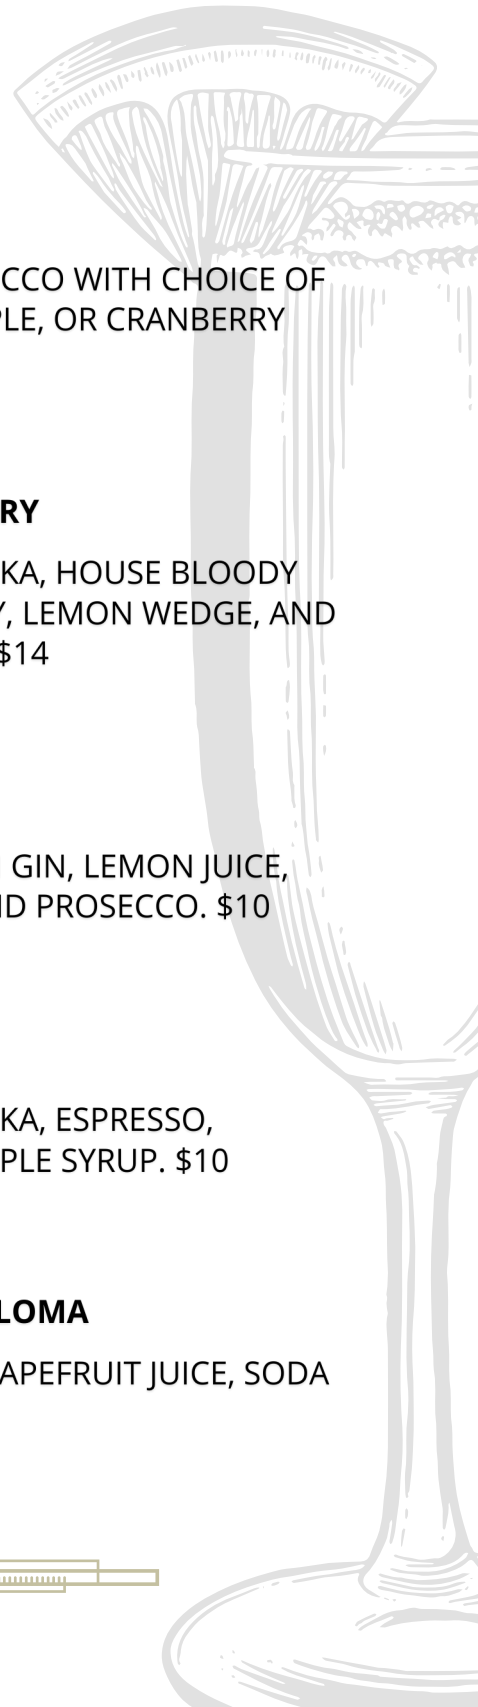 CCO WITH CHOICE OF
PLE, OR CRANBERRY
RY
KA, HOUSE BLOODY
Y, LEMON WEDGE, AND
$14
GIN, LEMON JUICE,
ND PROSECCO. $10
KA, ESPRESSO,
PLE SYRUP. $10
LOMA
APEFRUIT JUICE, SODA